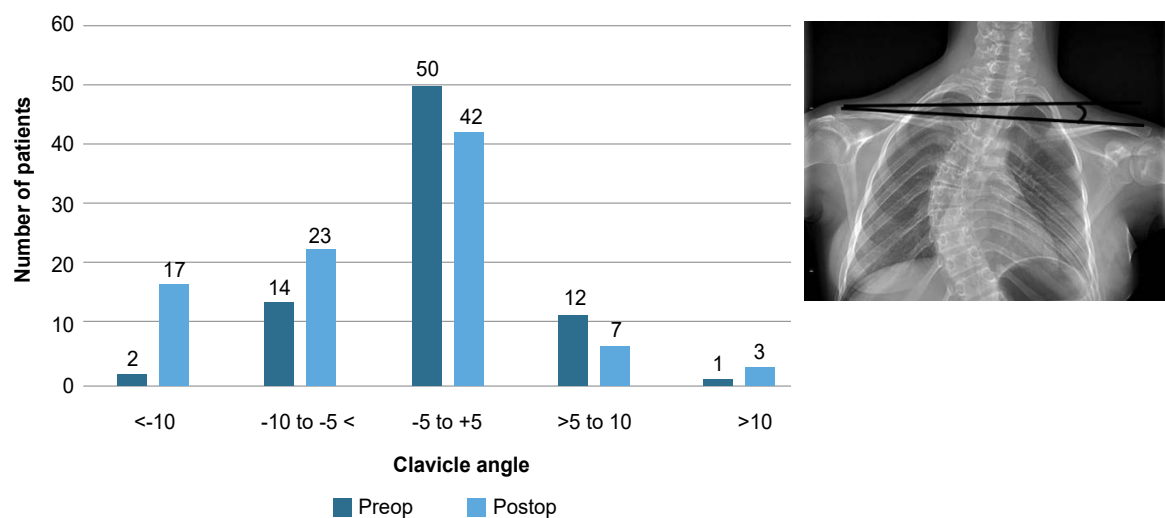 60
50
40
30
20
10
0
Number of patients
2
17
14
23
50
42
12
7
1
3
<-10
-10 to -5 <
-5 to +5
>5 to 10
>10
Clavicle angle
Preop
Postop